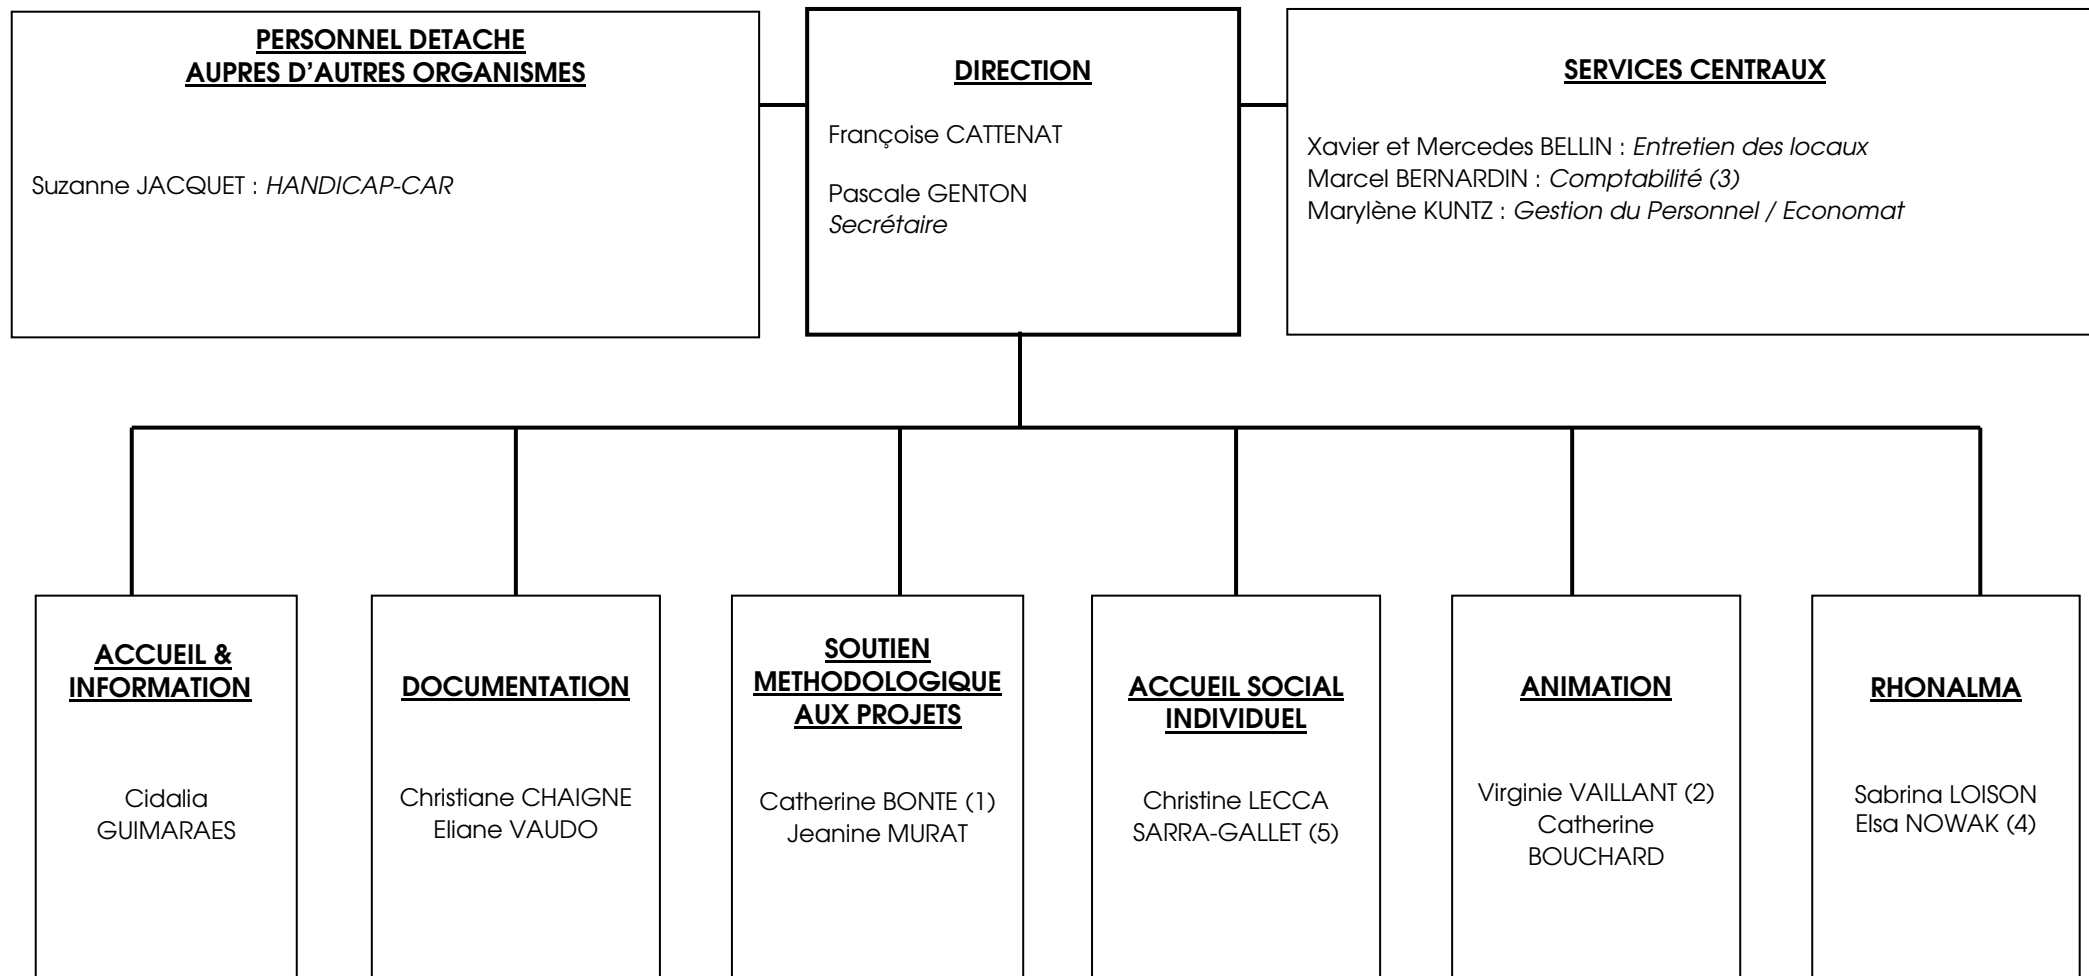 PERSONNEL DETACHE
AUPRES D'AUTRES ORGANISMES
Suzanne JACQUET : HANDICAP-CAR
DIRECTION
Françoise CATTENAT
Pascale GENTON
Secrétaire
SERVICES CENTRAUX
Xavier et Mercedes BELLIN : Entretien des locaux
Marcel BERNARDIN : Comptabilité (3)
Marylène KUNTZ : Gestion du Personnel / Economat
ACCUEIL &
INFORMATION
Cidalia
GUIMARAES
DOCUMENTATION
Christiane CHAIGNE
Eliane VAUDO
SOUTIEN
METHODOLOGIQUE
AUX PROJETS
Catherine BONTE (1)
Jeanine MURAT
ACCUEIL SOCIAL
INDIVIDUEL
Christine LECCA
SARRA-GALLET (5)
ANIMATION
Virginie VAILLANT (2)
Catherine
BOUCHARD
RHONALMA
Sabrina LOISON
Elsa NOWAK (4)